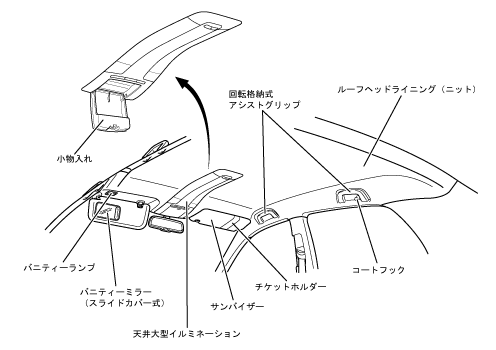 回転格納式
アシストグリップ
ルーフヘッドライニング（ニット）
小物入れ
バニティーランプ
バニティーミラー
（スライドカバー式）
天井大型イルミネーション
サンバイザー
チケットホルダー
コートフック